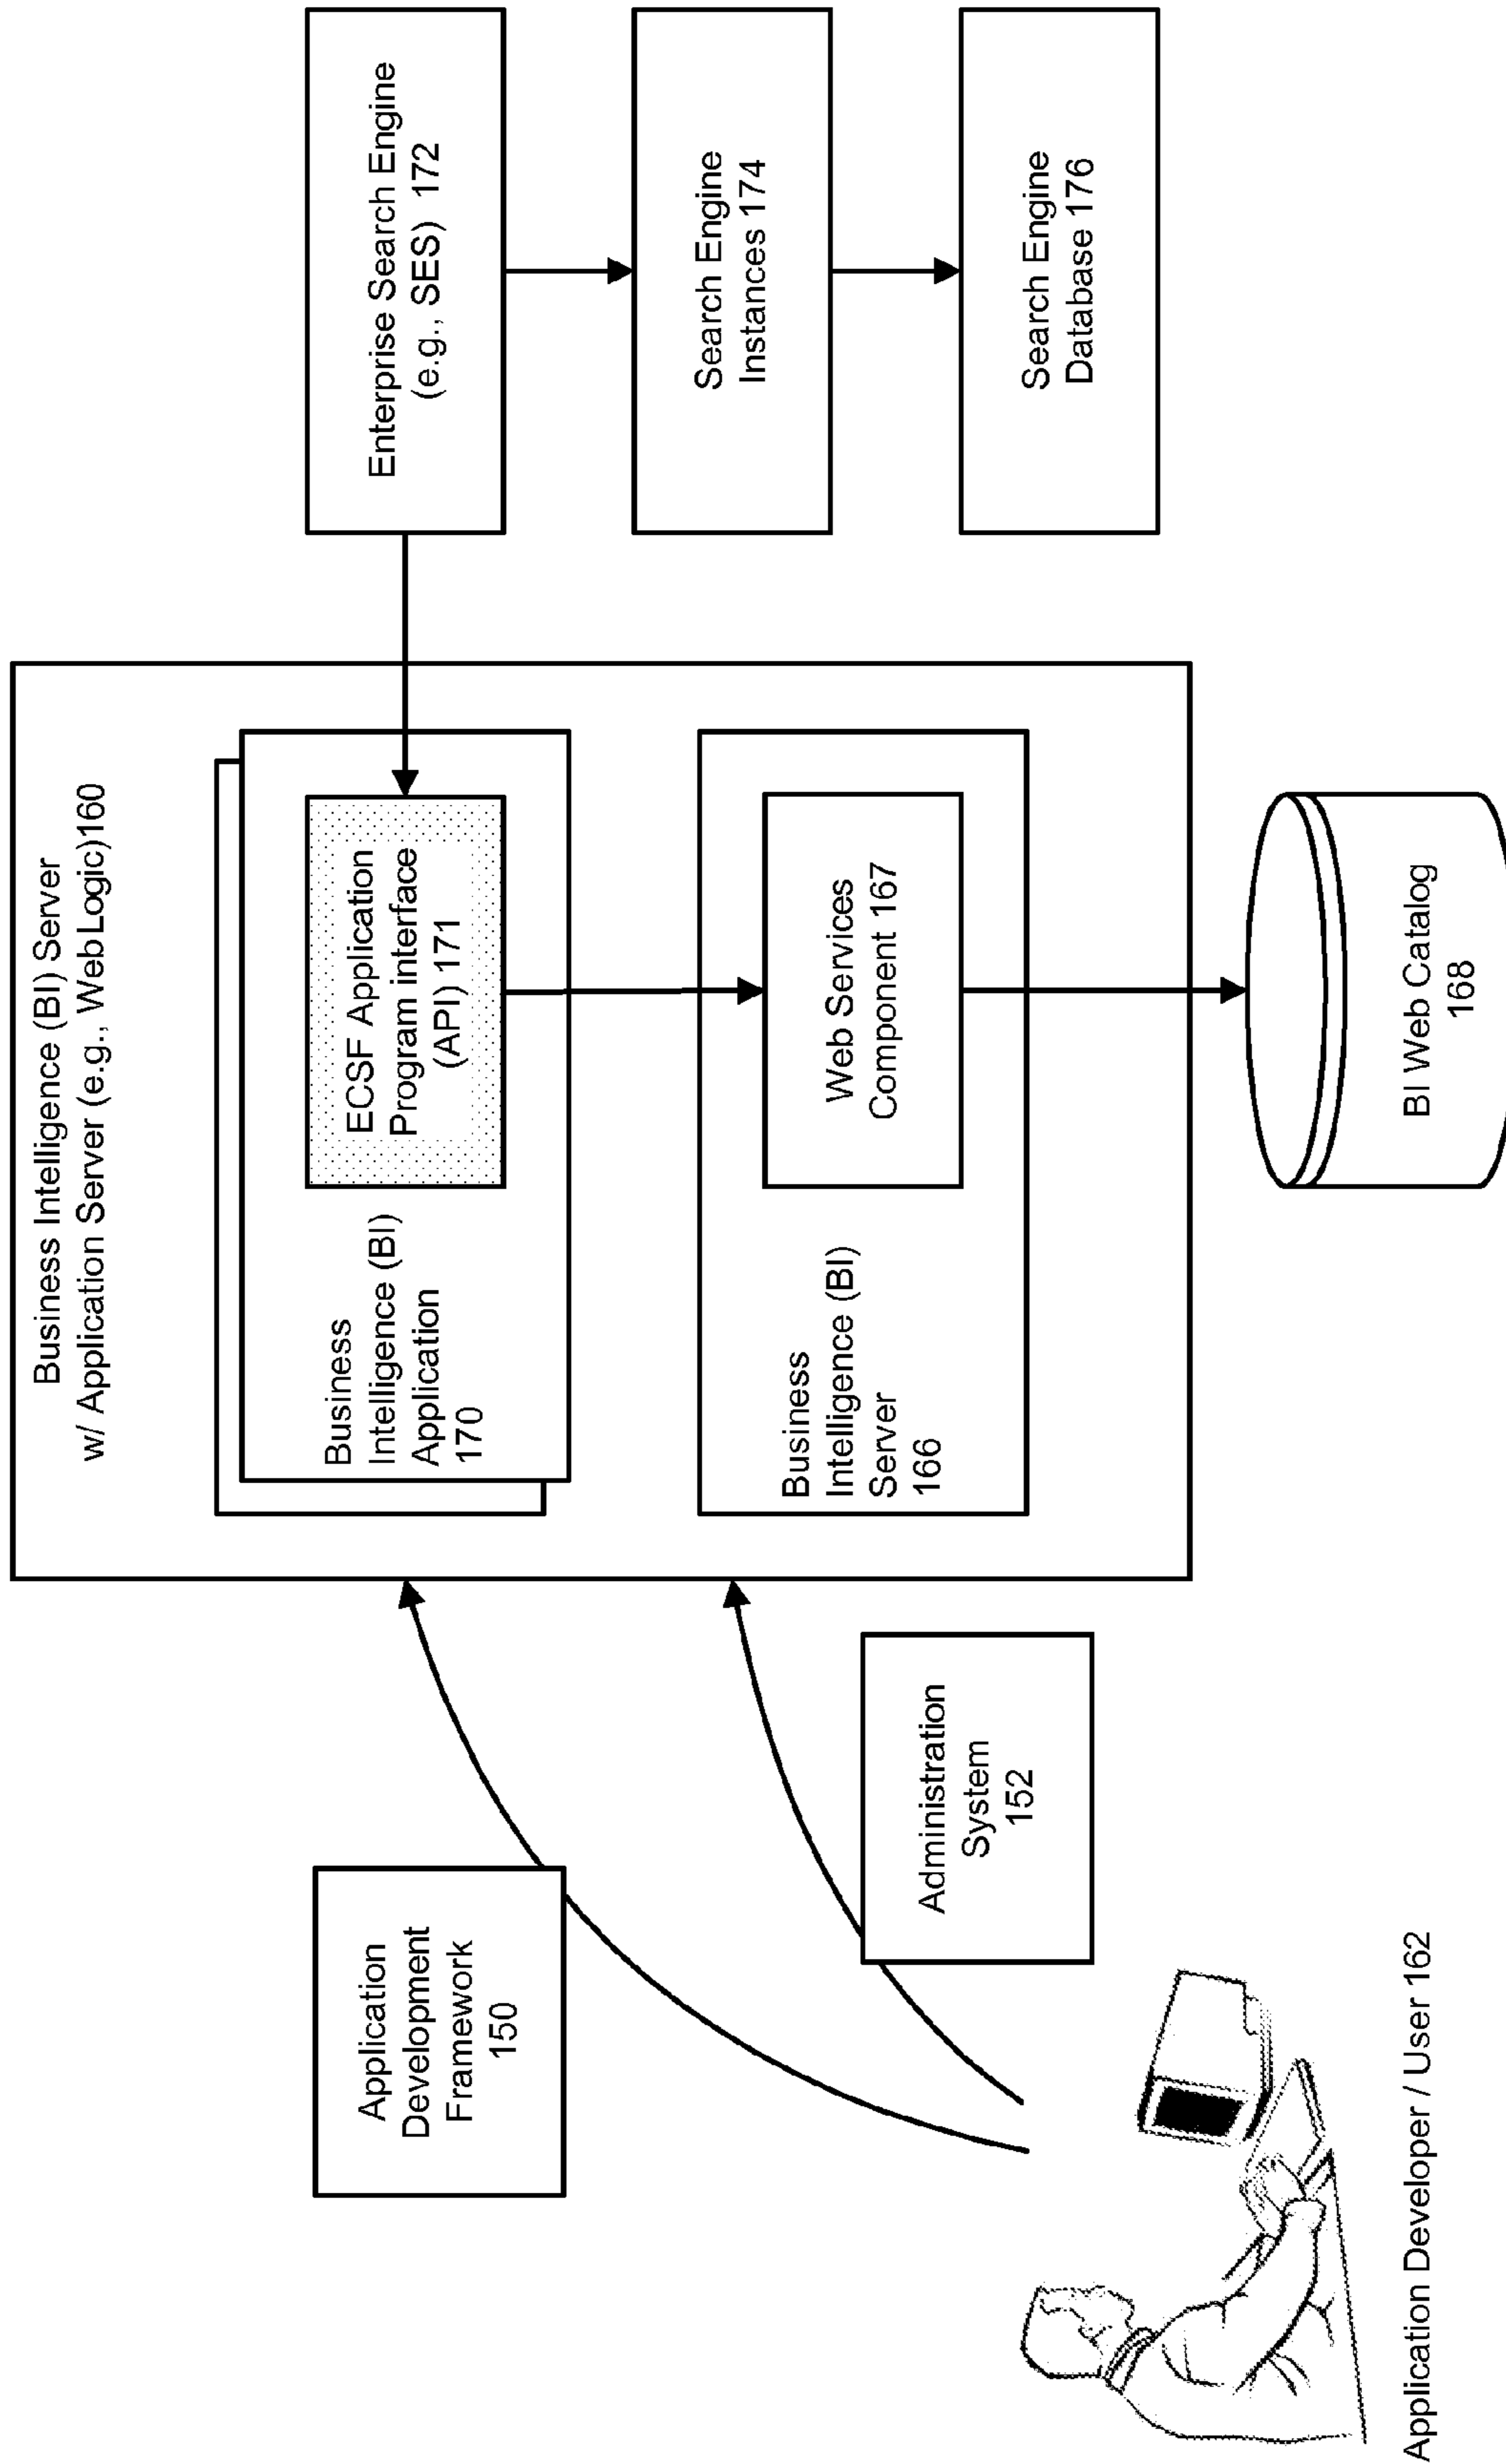 Business Intelligence (BI) Server
w/ Application Server (e.g., WebLogic)160
Application
Development
Framework
150
Business
Intelligence (BI)
Application
170
ECSF Application
Program interface
(API) 171
Enterprise Search Engine
(e.g., SES) 172
Search Engine
Instances 174
Search Engine
Database 176
Administration
System
152
Business
Intelligence (BI)
Server
166
Web Services
Component 167
BI Web Catalog
168
Application Developer / User 162